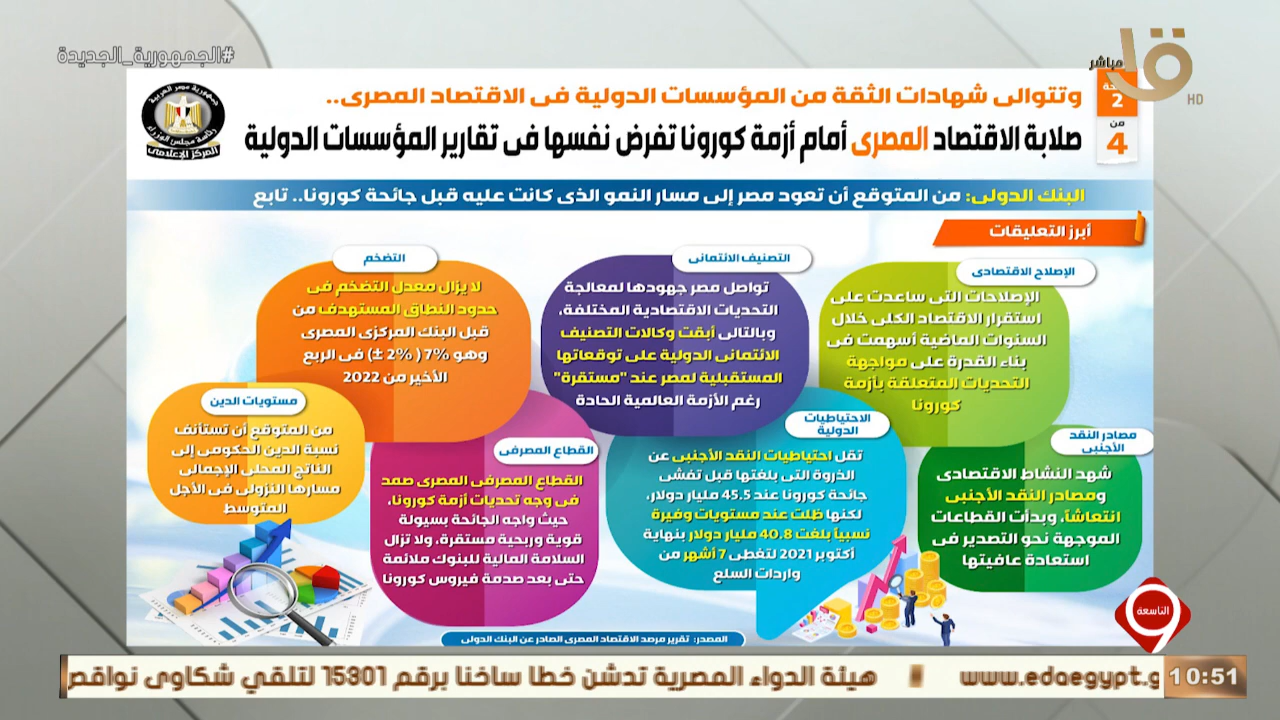 #الجمهورية_الجديدة
مباشر
HD
2
من
4
جمهورية مصر العربية
رئاسة مجلس الوزراء
المركز الإعلامى
وتتوالى شهادات الثقة من المؤسسات الدولية فى الاقتصاد المصرى..
صلابة الاقتصاد المصرى أمام أزمة كورونا تفرض نفسها فى تقارير المؤسسات الدولية
البنك الدولى: من المتوقع أن تعود مصر إلى مسار النمو الذى كانت عليه قبل جائحة كورونا.. تابع
أبرز التعليقات
الإصلاح الاقتصادى
الإصلاحات التى ساعدت على
استقرار الاقتصاد الكلى خلال
السنوات الماضية أسهمت فى
بناء القدرة على مواجهة
التحديات المتعلقة بأزمة
كورونا
التصنيف الائتمانى
تواصل مصر جهودها لمعالجة
التحديات الاقتصادية المختلفة،
وبالتالى أبقت وكالات التصنيف
الائتمانى الدولية على توقعاتها
المستقبلية لمصر عند "مستقرة"
رغم الأزمة العالمية الحادة
التضخم
لا يزال معدل التضخم فى
حدود النطاق المستهدف من
قبل البنك المركزى المصرى
وهو 7% (± 2%) فى الربع
الأخير من 2022
مصادر النقد
الأجنبى
شهد النشاط الاقتصادى
ومصادر النقد الأجنبى
انتعاشاً، وبدأت القطاعات
الموجهة نحو التصدير فى
استعادة عافيتها
الاحتياطيات
الدولية
تقل احتياطيات النقد الأجنبى عن
الذروة التى بلغتها قبل تفشى
جائحة كورونا عند 45.5 مليار دولار،
لكنها ظلت عند مستويات وفيرة
نسبياً بلغت 40.8 مليار دولار بنهاية
أكتوبر 2021 لتغطى 7 أشهر من
واردات السلع
القطاع المصرفى
القطاع المصرفى المصرى صمد
فى وجه تحديات أزمة كورونا،
حيث واجه الجائحة بسيولة
قوية وربحية مستقرة، ولا تزال
السلامة المالية للبنوك ملائمة
حتى بعد صدمة فيروس كورونا
مستويات الدين
من المتوقع أن تستأنف
نسبة الدين الحكومى إلى
الناتج المحلى الإجمالى
مسارها النزولى فى الأجل
المتوسط
المصدر: تقرير مرصد الاقتصاد المصرى الصادر عن البنك الدولى
التاسعة
9
www.edaegypt.g
هيئة الدواء المصرية تدشن خطا ساخنا برقم 15301 لتلقي شكاوى نواقص
10:51